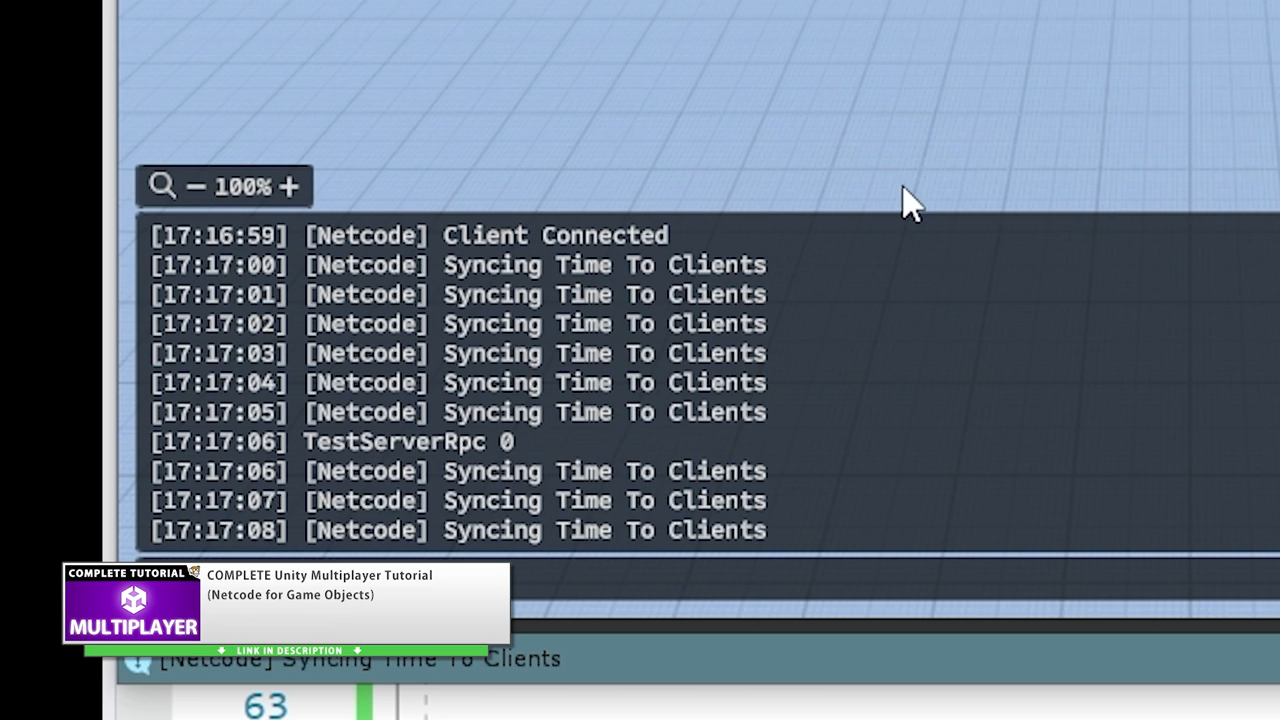 100%
[17:16:59] [Netcode] Client Connected
[17:17:00] [Netcode] Syncing Time To Clients
[17:17:01] [Netcode] Syncing Time To Clients
[17:17:02] [Netcode] Syncing Time To Clients
[17:17:03] [Netcode] Syncing Time To Clients
[17:17:04] [Netcode] Syncing Time To Clients
[17:17:05] [Netcode] Syncing Time To Clients
[17:17:06] TestServerRpc 0
[17:17:06] [Netcode] Syncing Time To Clients
[17:17:07] [Netcode] Syncing Time To Clients
[17:17:08] [Netcode] Syncing Time To Clients
COMPLETE TUTORIAL
MULTIPLAYER
COMPLETE Unity Multiplayer Tutorial
(Netcode for Game Objects)
LINK IN DESCRIPTION
[Netcode] Syncing Time To Clients
63